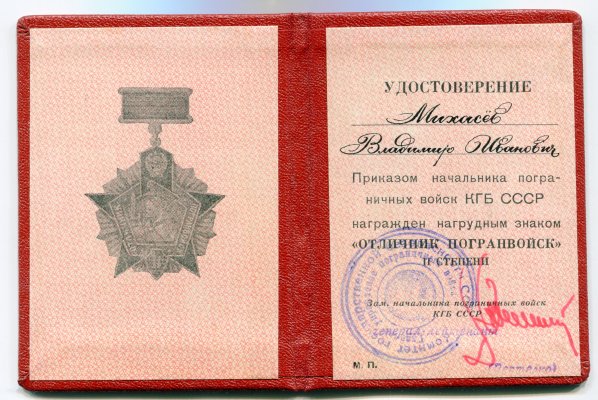 УДОСТОВЕРЕНИЕ
Михасёв
Владимир Иванович
Приказом начальника погра-
ничных войск КГБ СССР
награжден нагрудным знаком
«ОТЛИЧНИК ПОГРАНВОЙСК»
II СТЕПЕНИ
Зам. начальника пограничных войск
КГБ СССР
генерал-лейтенант
М. П.